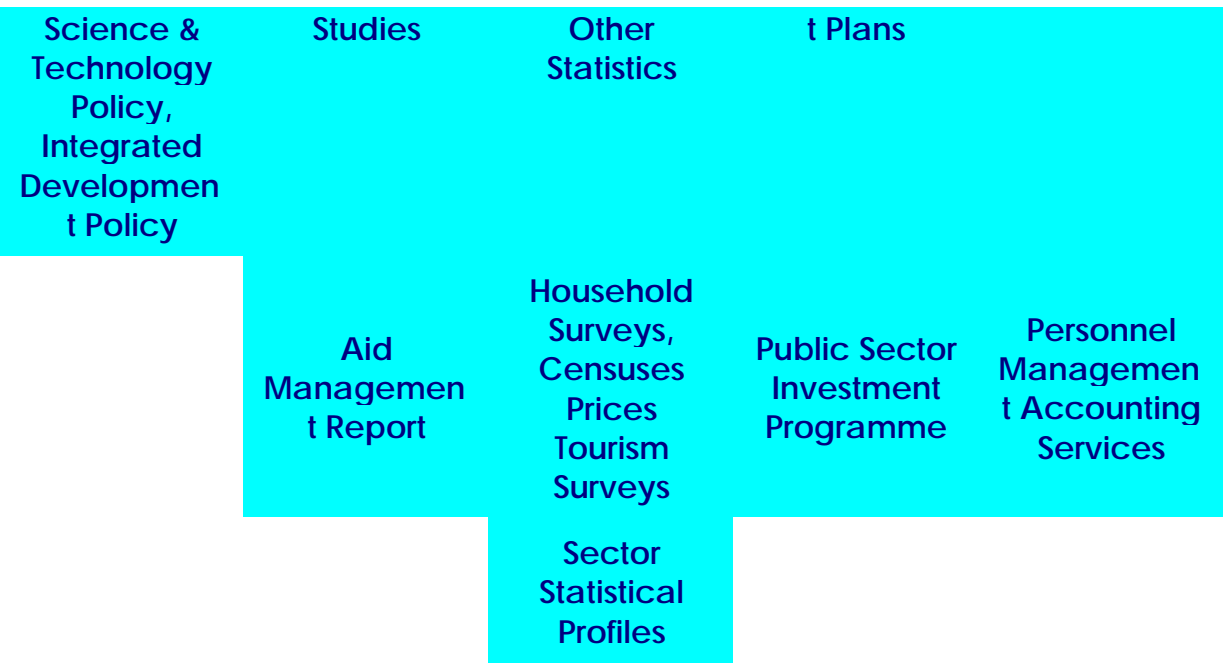 Science &
Technology
Policy,
Integrated
Developmen
t Policy
Studies
Other
Statistics
t Plans
Aid
Managemen
t Report
Household
Surveys,
Censuses
Prices
Tourism
Surveys
Public Sector
Investment
Programme
Personnel
Managemen
t Accounting
Services
Sector
Statistical
Profiles